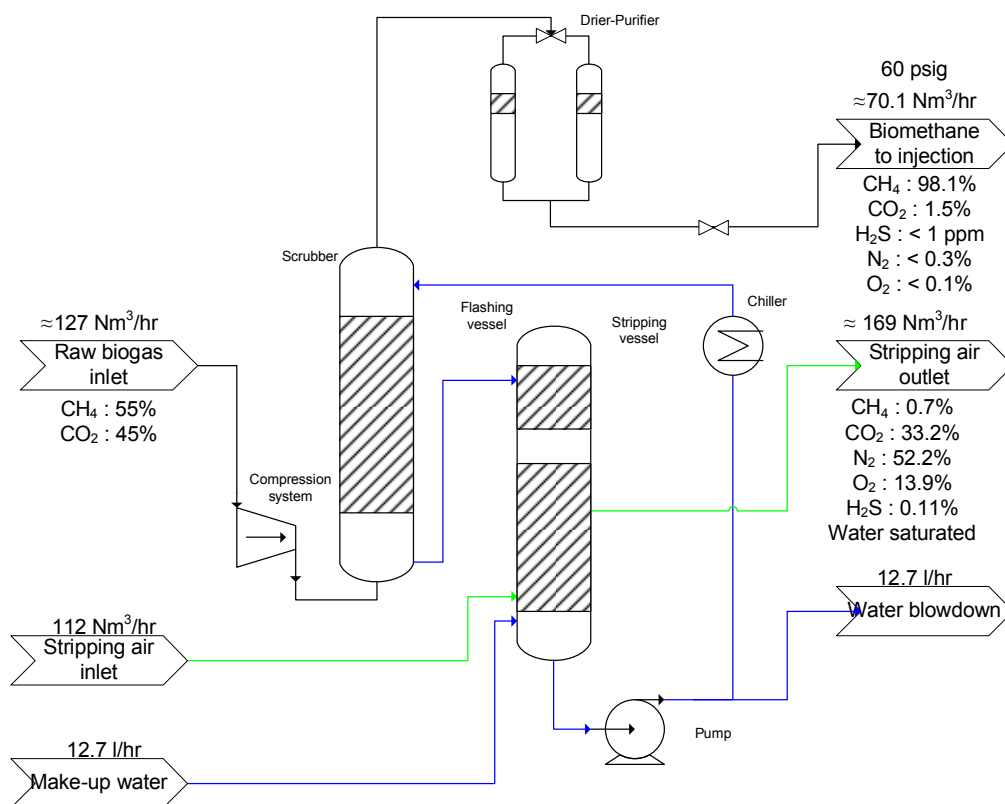 Drier-Purifier
60 psig
≈70.1 Nm³/hr
Biomethane
to injection
CH₄ : 98.1%
CO₂ : 1.5%
H₂S : < 1 ppm
N₂ : < 0.3%
O₂ : < 0.1%
Scrubber
Flashing
vessel
Stripping
vessel
Chiller
≈127 Nm³/hr
Raw biogas
inlet
CH₄ : 55%
CO₂ : 45%
≈ 169 Nm³/hr
Stripping air
outlet
CH₄ : 0.7%
CO₂ : 33.2%
N₂ : 52.2%
O₂ : 13.9%
H₂S : 0.11%
Water saturated
Compression
system
12.7 l/hr
Water blowdown
112 Nm³/hr
Stripping air
inlet
Pump
12.7 l/hr
Make-up water